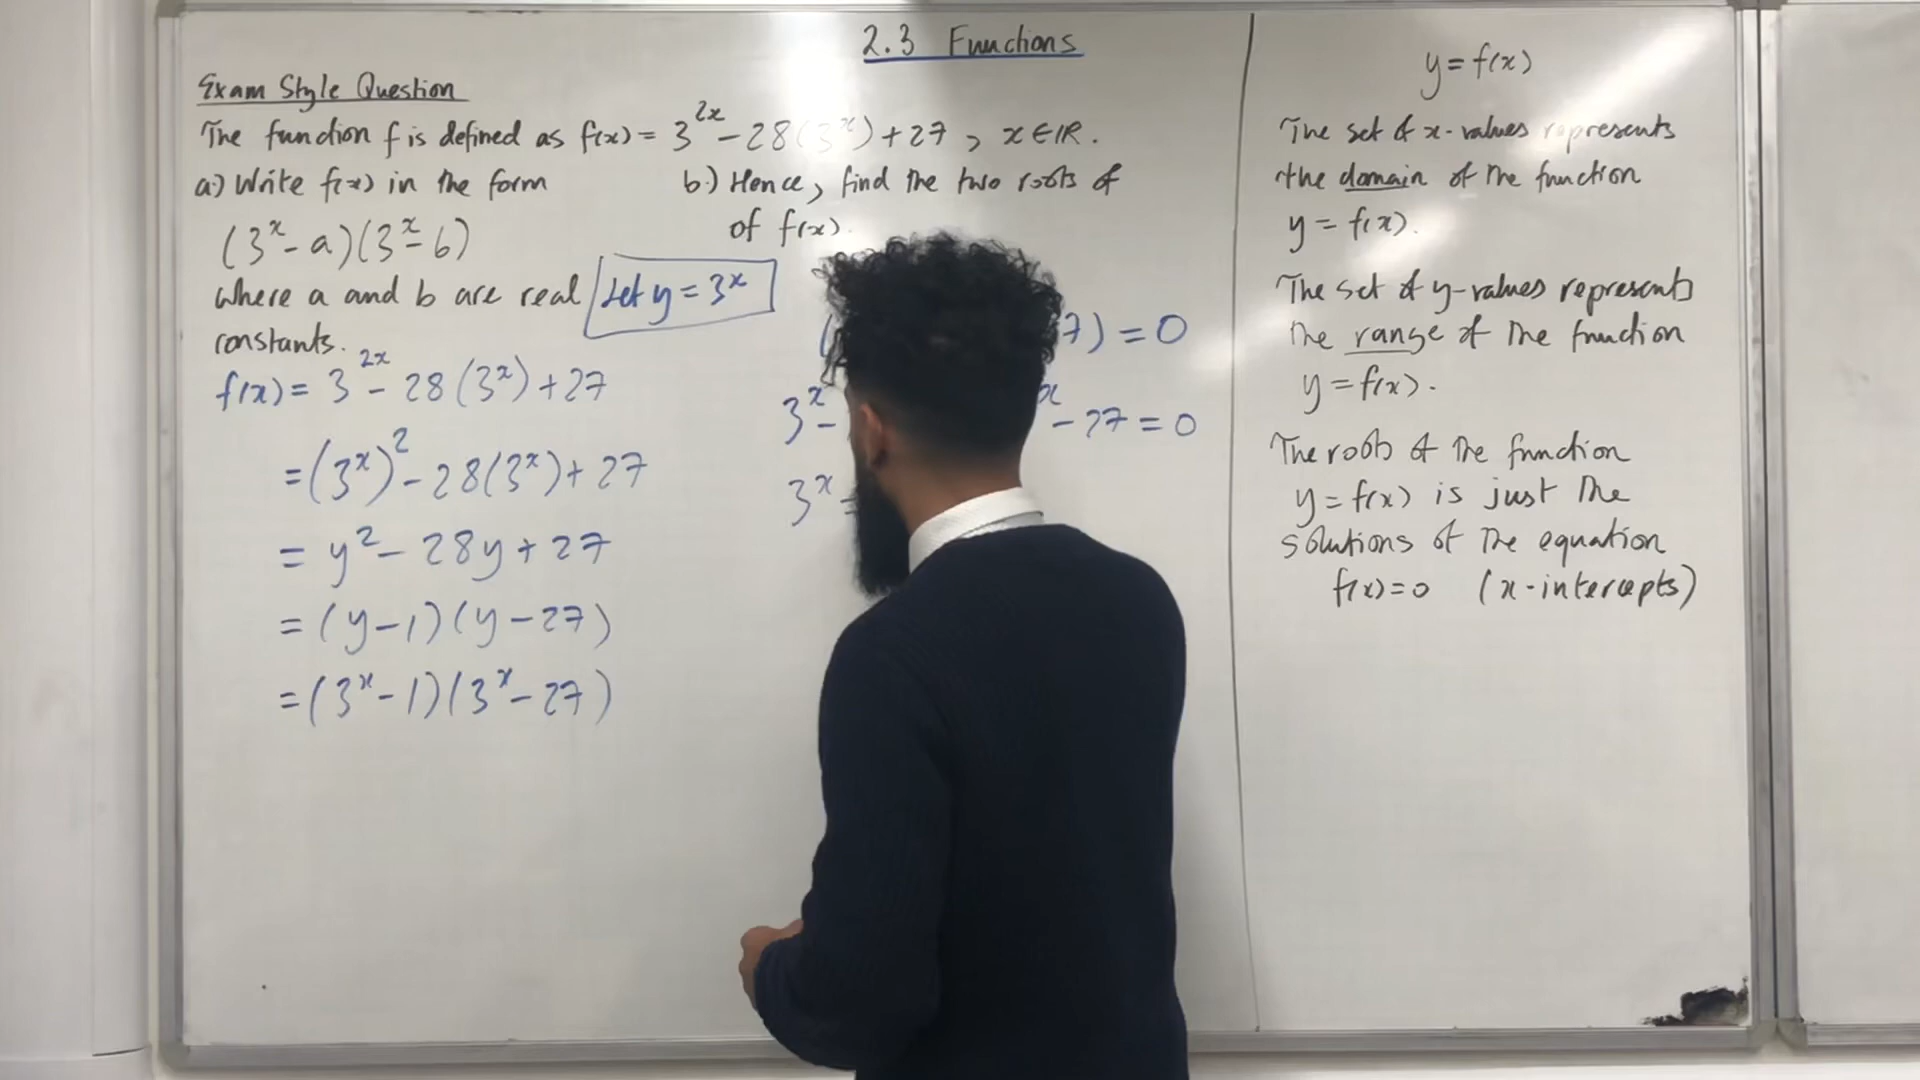 2.3 Functions
Exam Style Question
The function f is defined as f(x) = 3^{2x} - 28(3^x) + 27 , x ∈ ℝ.
a.) Write f(x) in the form
(3^x - a)(3^x - b)
where a and b are real
constants.
Let y = 3^x
f(x) = 3^{2x} - 28(3^x) + 27
= (3^x)^2 - 28(3^x) + 27
= y^2 - 28y + 27
= (y - 1)(y - 27)
= (3^x - 1)(3^x - 27)
b.) Hence, find the two roots of
of f(x).
7) = 0
3^x - x - 27 = 0
3^x =
y = f(x)
The set of x-values represents
the domain of the function
y = f(x).
The set of y-values represents
the range of the function
y = f(x).
The roots of the function
y = f(x) is just the
solutions of the equation
f(x) = 0 (x-intercepts)